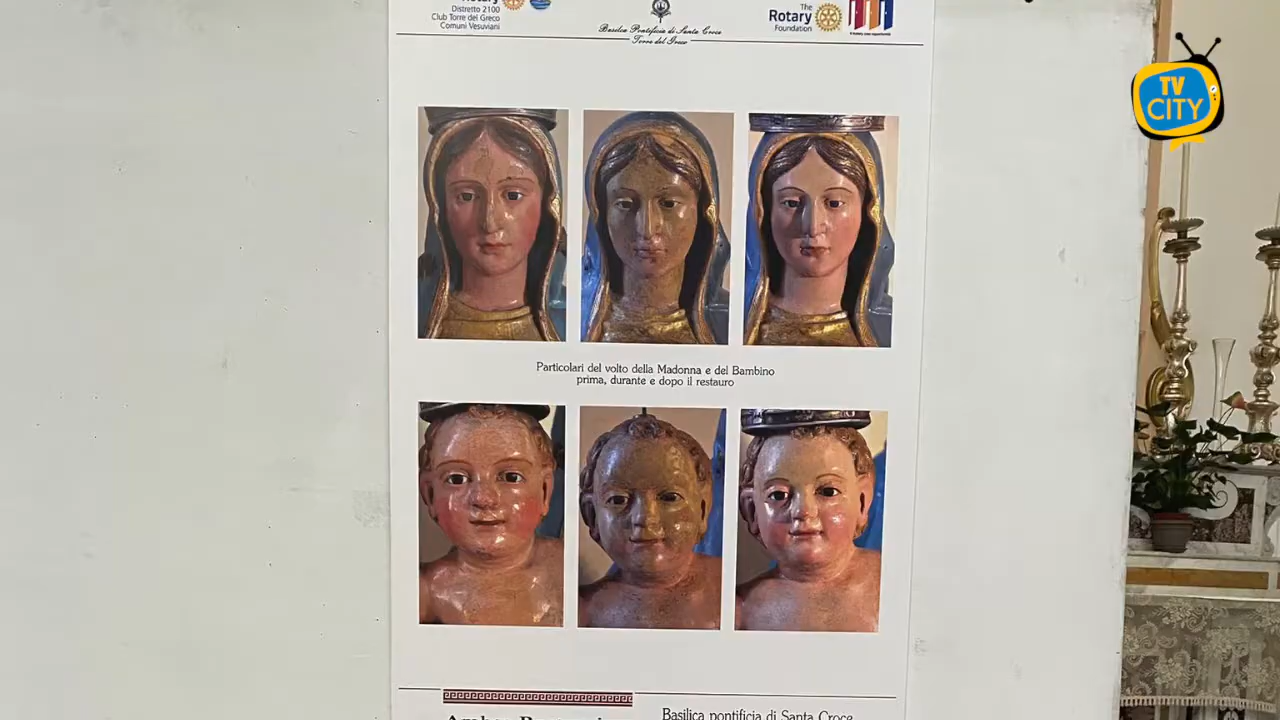 Rotary
Distretto 2100
Club Torre del Greco
Comuni Vesuviani
Basilica Pontificia di Santa Croce
Torre del Greco
The
Rotary
Foundation
TV
CITY
Particolari del volto della Madonna e del Bambino
prima, durante e dopo il restauro
Basilica pontificia di Santa Croce